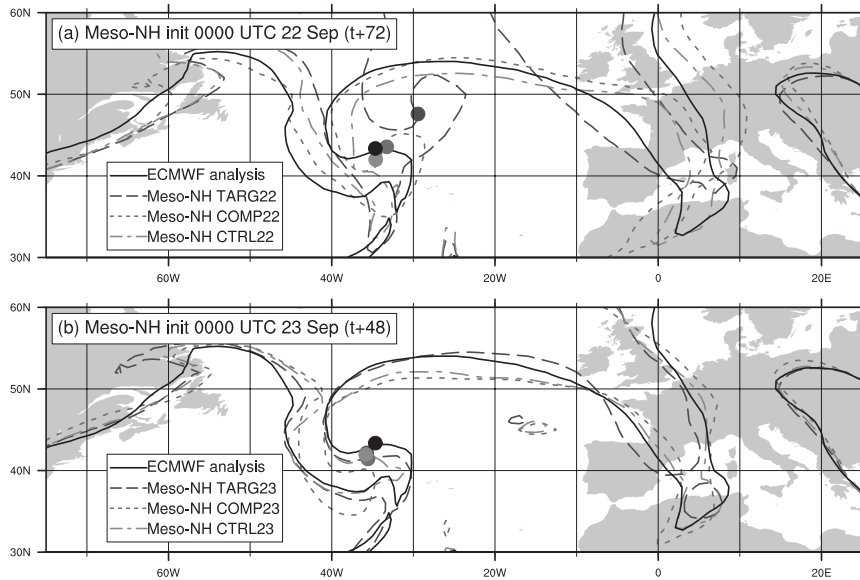 60N
(a) Meso-NH init 0000 UTC 22 Sep (t+72)
50N
40N
ECMWF analysis
Meso-NH TARG22
Meso-NH COMP22
Meso-NH CTRL22
30N
60W 40W 20W 0 20E
60N
(b) Meso-NH init 0000 UTC 23 Sep (t+48)
50N
40N
ECMWF analysis
Meso-NH TARG23
Meso-NH COMP23
Meso-NH CTRL23
30N
60W 40W 20W 0 20E